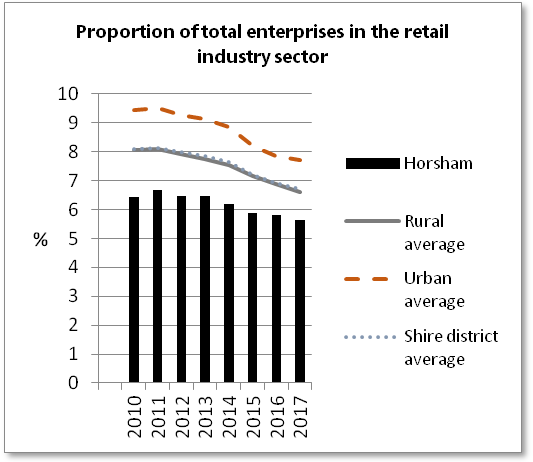 Proportion of total enterprises in the retail
industry sector
10
9
8
7
6
5
4
3
2
1
0
%
2010
2011
2012
2013
2014
2015
2016
2017
Horsham
Rural
average
Urban
average
Shire district
average